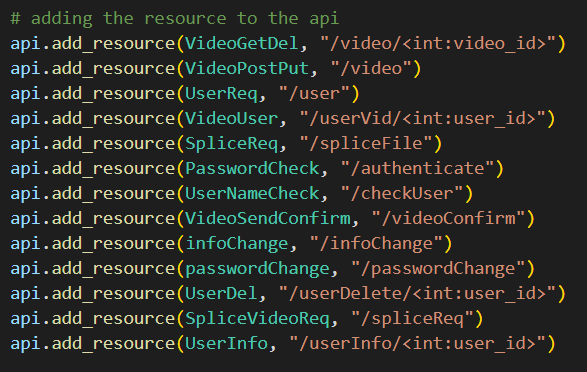 # adding the resource to the api
api.add_resource(VideoGetDel, "/video/<int:video_id>")
api.add_resource(VideoPostPut, "/video")
api.add_resource(UserReq, "/user")
api.add_resource(VideoUser, "/userVid/<int:user_id>")
api.add_resource(SpliceReq, "/spliceFile")
api.add_resource(PasswordCheck, "/authenticate")
api.add_resource(UserNameCheck, "/checkUser")
api.add_resource(VideoSendConfirm, "/videoConfirm")
api.add_resource(infoChange, "/infoChange")
api.add_resource(passwordChange, "/passwordChange")
api.add_resource(UserDel, "/userDelete/<int:user_id>")
api.add_resource(SpliceVideoReq, "/spliceReq")
api.add_resource(UserInfo, "/userInfo/<int:user_id>")